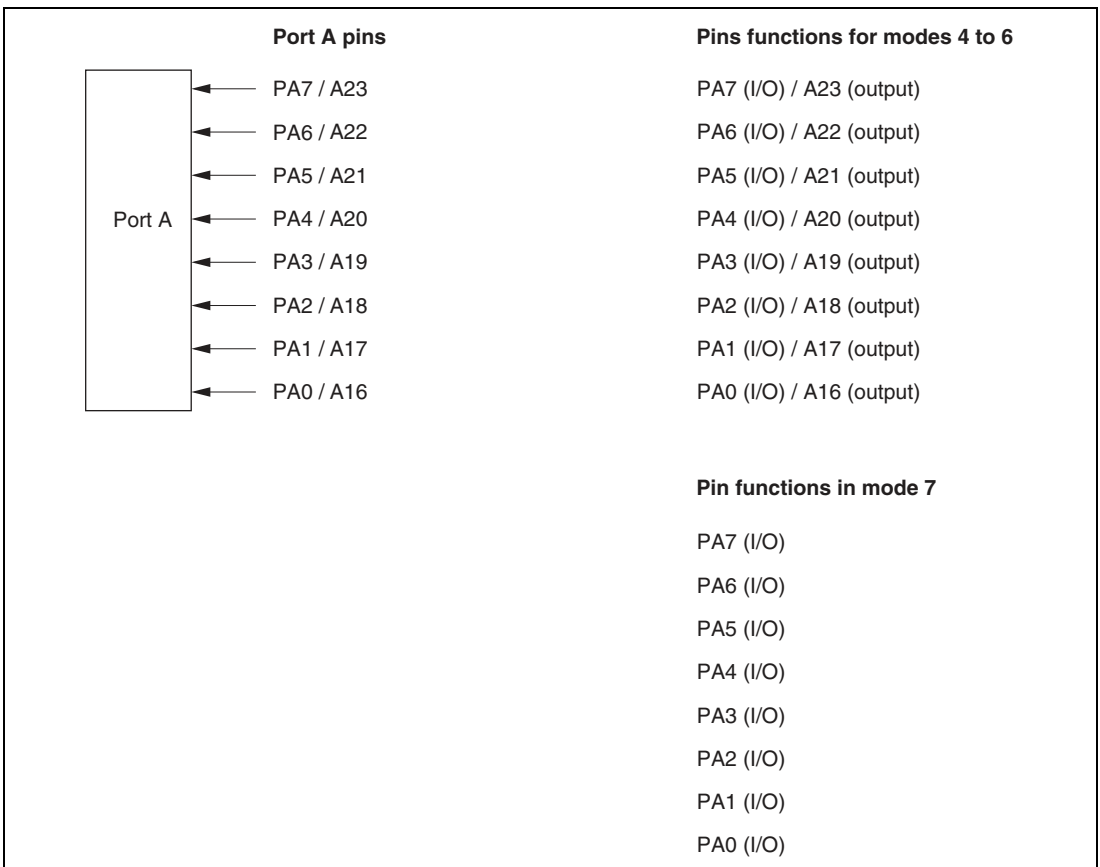 Port A pins Pins functions for modes 4 to 6
PA7 / A23 PA7 (I/O) / A23 (output)
PA6 / A22 PA6 (I/O) / A22 (output)
PA5 / A21 PA5 (I/O) / A21 (output)
Port A PA4 / A20 PA4 (I/O) / A20 (output)
PA3 / A19 PA3 (I/O) / A19 (output)
PA2 / A18 PA2 (I/O) / A18 (output)
PA1 / A17 PA1 (I/O) / A17 (output)
PA0 / A16 PA0 (I/O) / A16 (output)
Pin functions in mode 7
PA7 (I/O)
PA6 (I/O)
PA5 (I/O)
PA4 (I/O)
PA3 (I/O)
PA2 (I/O)
PA1 (I/O)
PA0 (I/O)